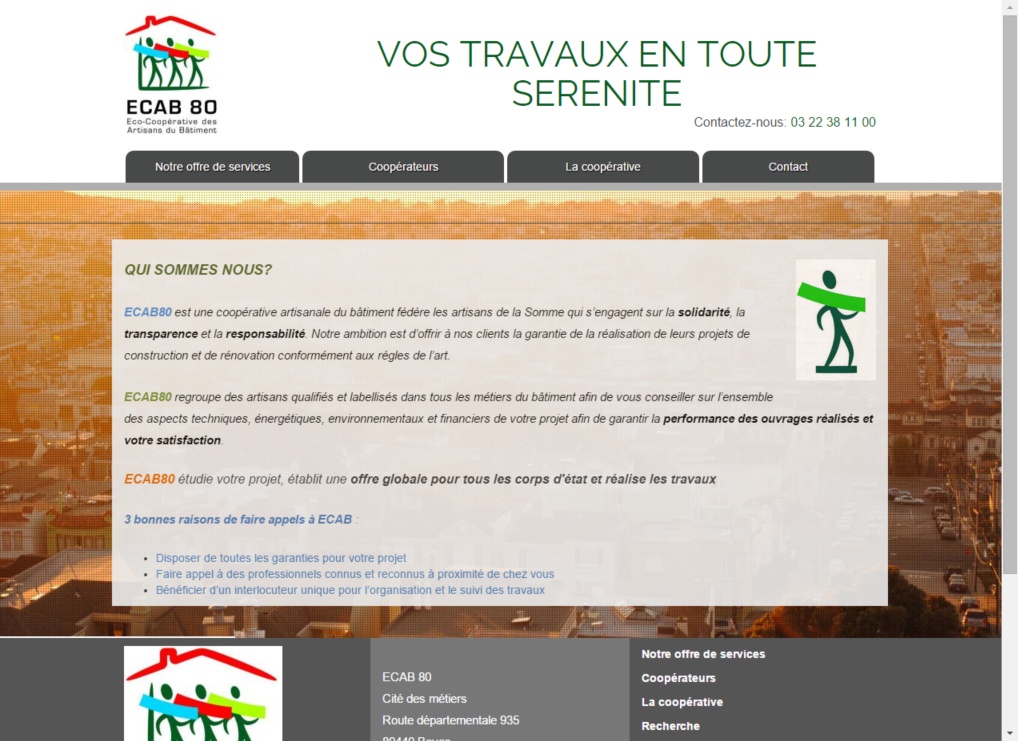 ECAB 80
Eco-Coopérative des
Artisans du Bâtiment
VOS TRAVAUX EN TOUTE
SERENITE
Contactez-nous: 03 22 38 11 00
Notre offre de services
Coopérateurs
La coopérative
Contact
QUI SOMMES NOUS?
ECAB80 est une coopérative artisanale du bâtiment fédére les artisans de la Somme qui s'engagent sur la solidarité, la
transparence et la responsabilité. Notre ambition est d'offrir à nos clients la garantie de la réalisation de leurs projets de
construction et de rénovation conformément aux règles de l'art.
ECAB80 regroupe des artisans qualifiés et labellisés dans tous les métiers du bâtiment afin de vous conseiller sur l'ensemble
des aspects techniques, énergétiques, environnementaux et financiers de votre projet afin de garantir la performance des ouvrages réalisés et
votre satisfaction.
ECAB80 étudie votre projet, établit une offre globale pour tous les corps d'état et réalise les travaux
3 bonnes raisons de faire appels à ECAB :
• Disposer de toutes les garanties pour votre projet
• Faire appel à des professionnels connus et reconnus à proximité de chez vous
• Bénéficier d'un interlocuteur unique pour l'organisation et le suivi des travaux
ECAB 80
Cité des métiers
Route départementale 935
80440 Boves
Notre offre de services
Coopérateurs
La coopérative
Recherche